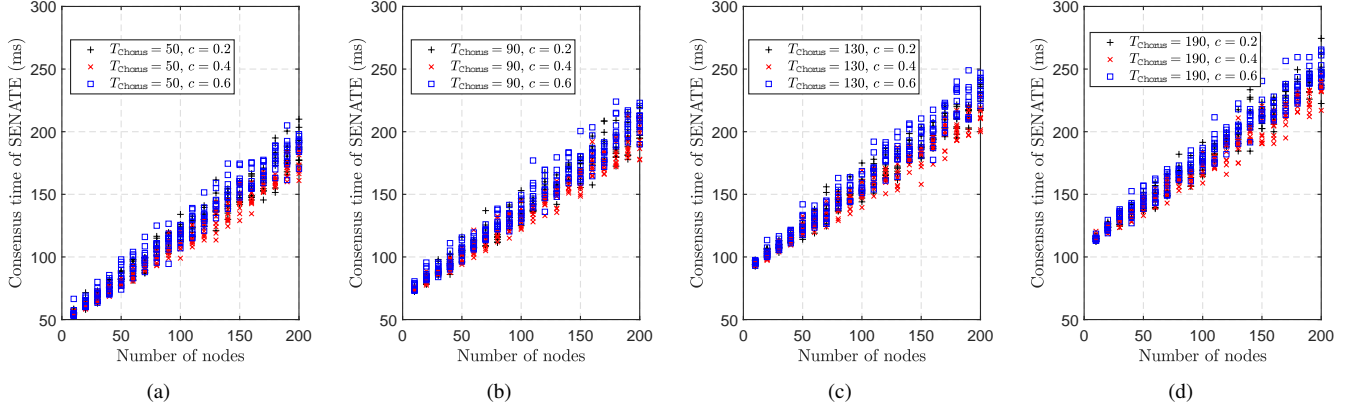 300
250
200
150
100
50
Consensus time of SENATE (ms)
T_Chorus = 50, c = 0.2
T_Chorus = 50, c = 0.4
T_Chorus = 50, c = 0.6
0 50 100 150 200
Number of nodes
(a)
300
250
200
150
100
50
Consensus time of SENATE (ms)
T_Chorus = 90, c = 0.2
T_Chorus = 90, c = 0.4
T_Chorus = 90, c = 0.6
0 50 100 150 200
Number of nodes
(b)
300
250
200
150
100
50
Consensus time of SENATE (ms)
T_Chorus = 130, c = 0.2
T_Chorus = 130, c = 0.4
T_Chorus = 130, c = 0.6
0 50 100 150 200
Number of nodes
(c)
300
250
200
150
100
50
Consensus time of SENATE (ms)
T_Chorus = 190, c = 0.2
T_Chorus = 190, c = 0.4
T_Chorus = 190, c = 0.6
0 50 100 150 200
Number of nodes
(d)